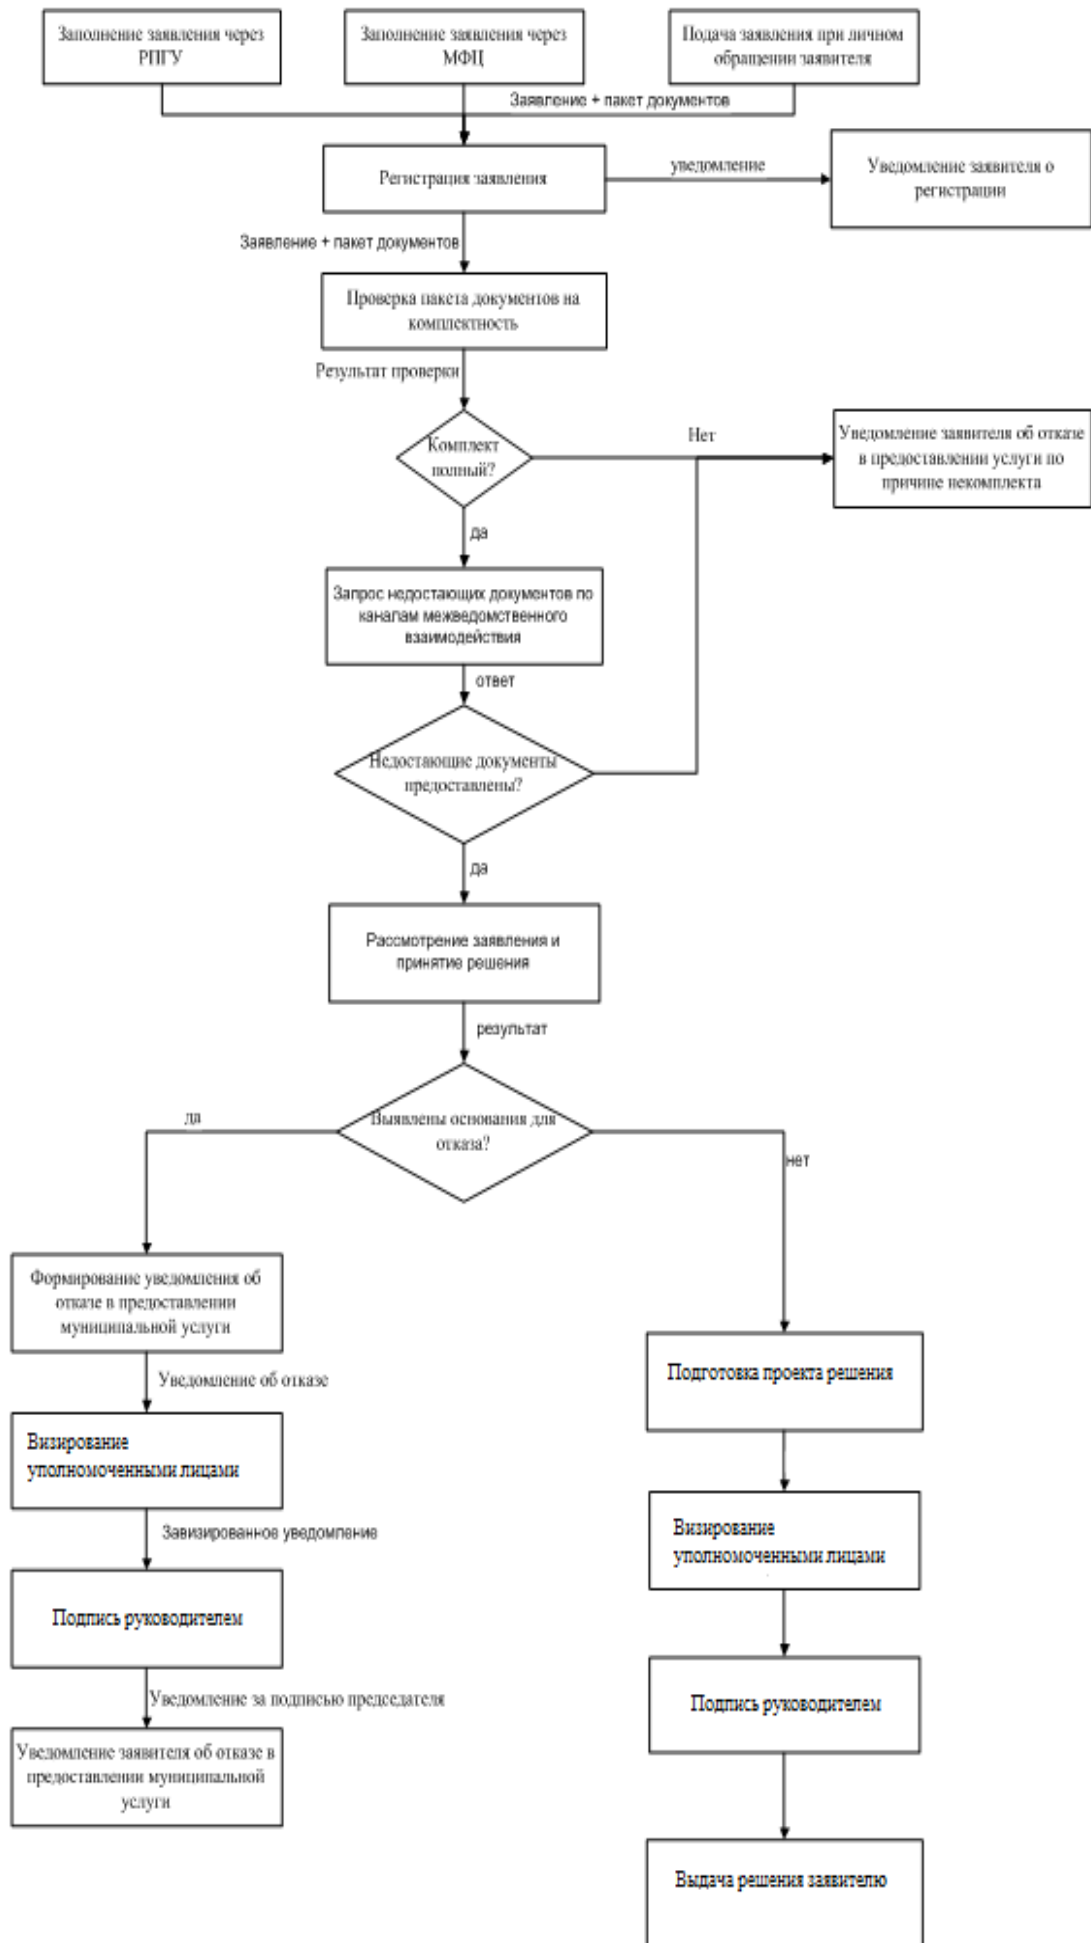 Заполнение заявления через
РПГУ
Заполнение заявления через
МФЦ
Подача заявления при личном
обращении заявителя
Заявление + пакет документов
Регистрация заявления
уведомление
Уведомление заявителя о
регистрации
Заявление + пакет документов
Проверка пакета документов на
комплектность
Результат проверки
Комплект
полный?
Нет
Уведомление заявителя об отказе
в предоставлении услуги по
причине некомплекта
да
Запрос недостающих документов по
каналам межведомственного
взаимодействия
ответ
Недостающие документы
предоставлены?
да
Рассмотрение заявления и
принятие решения
результат
Выявлены основания для
отказа?
да
нет
Формирование уведомления об
отказе в предоставлении
муниципальной услуги
Уведомление об отказе
Визирование
уполномоченными лицами
Завизированное уведомление
Подпись руководителем
Уведомление за подписью председателя
Уведомление заявителя об отказе в
предоставлении муниципальной
услуги
Подготовка проекта решения
Визирование
уполномоченными лицами
Подпись руководителем
Выдача решения заявителю